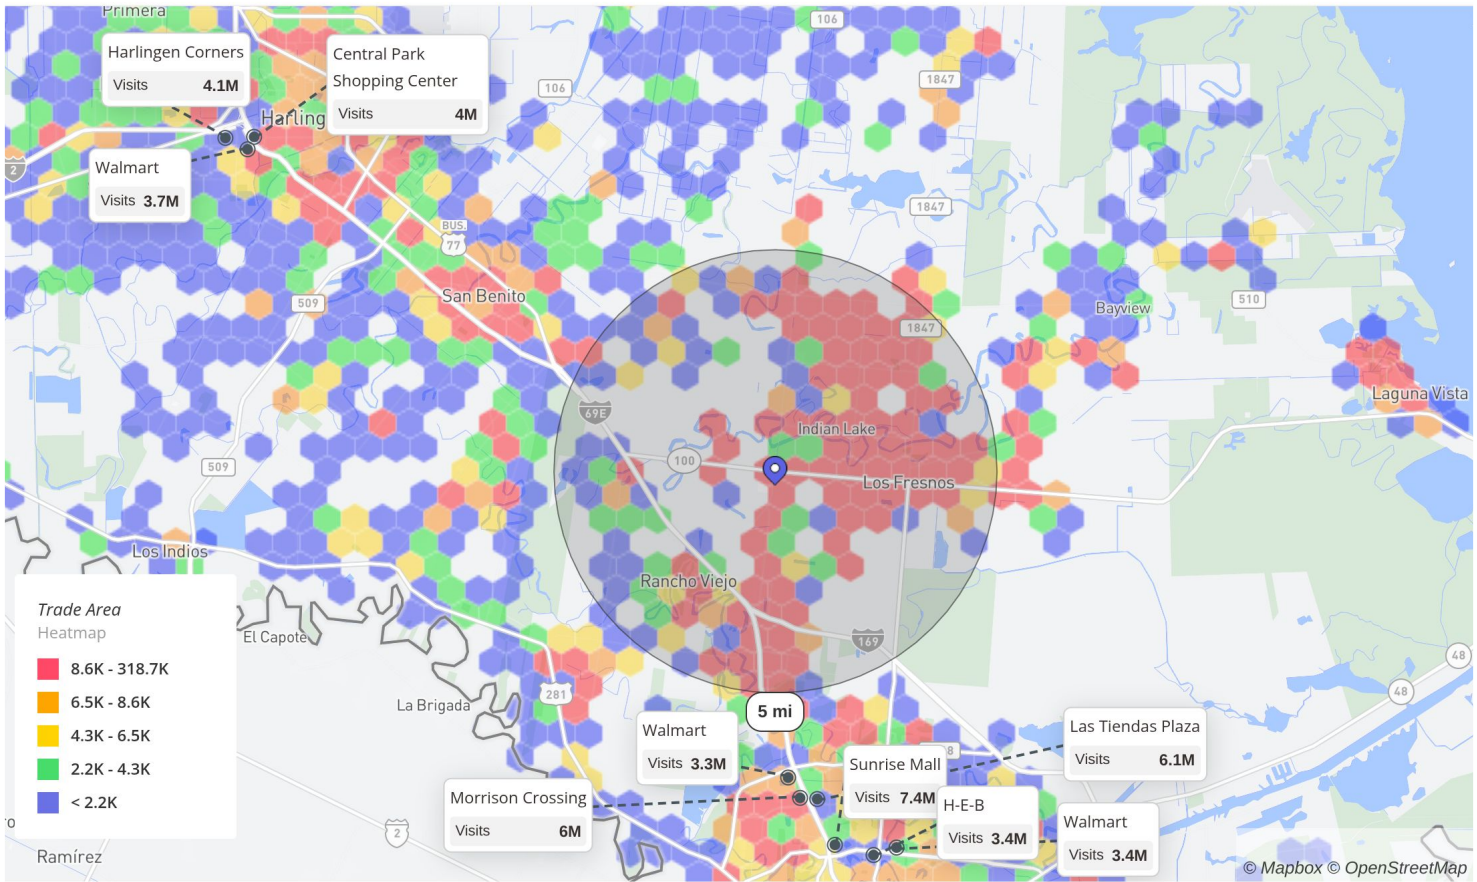 Primera
106
Harlingen Corners
Visits 4.1M
Central Park
Shopping Center
Visits 4M
1847
106
Harling
2
Walmart
Visits 3.7M
1847
BUS.
77
San Benito
509
Bayview
510
1847
Laguna Vista
69E
Indian Lake
100
Los Fresnos
509
Los Indios
Rancho Viejo
Trade Area
Heatmap
8.6K - 318.7K
6.5K - 8.6K
4.3K - 6.5K
2.2K - 4.3K
< 2.2K
El Capote
169
48
48
281
La Brigada
5 mi
Walmart
Visits 3.3M
Las Tiendas Plaza
Visits 6.1M
8
Sunrise Mall
Visits 7.4M
Morrison Crossing
Visits 6M
H-E-B
Visits 3.4M
Walmart
Visits 3.4M
2
ro
Ramírez
© Mapbox © OpenStreetMap